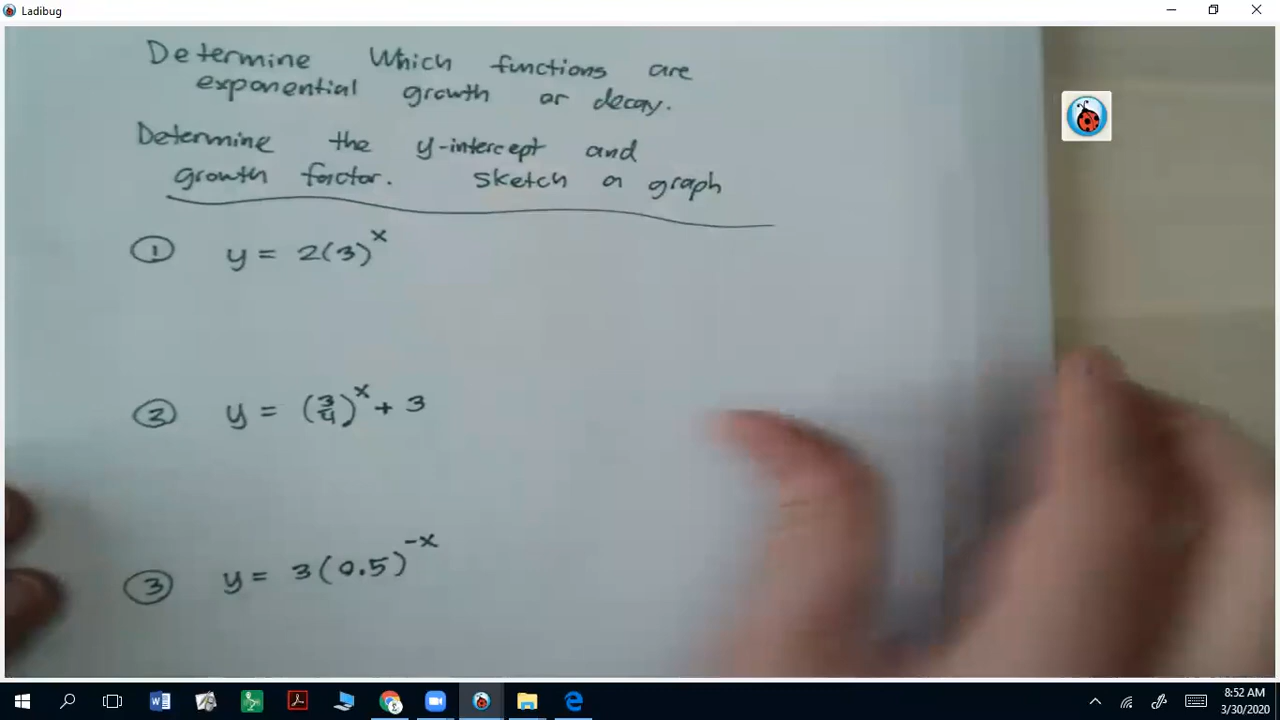 Ladibug
Determine Which functions are
exponential growth or decay.
Determine the y-intercept and
growth factor. Sketch a graph
① y = 2(3)^x
② y = (3/4)^x + 3
③ y = 3(0.5)^-x
8:52 AM
3/30/2020